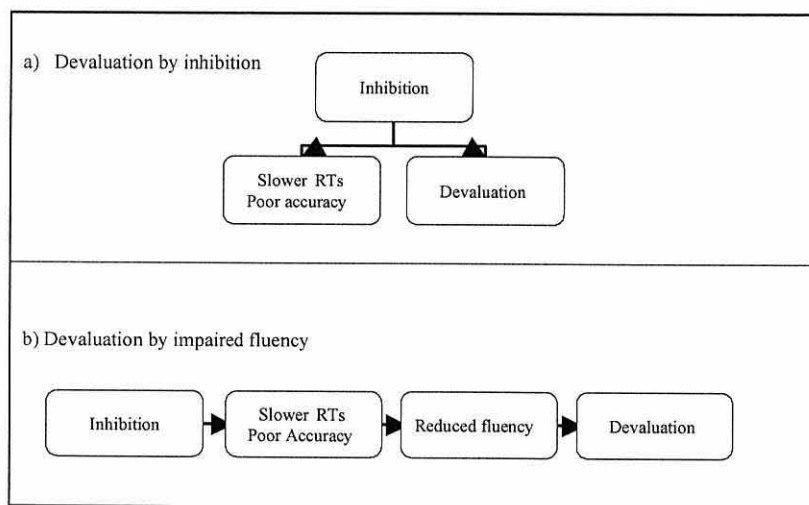 a) Devaluation by inhibition
Inhibition
Slower RTs
Poor accuracy
Devaluation
b) Devaluation by impaired fluency
Inhibition
Slower RTs
Poor Accuracy
Reduced fluency
Devaluation